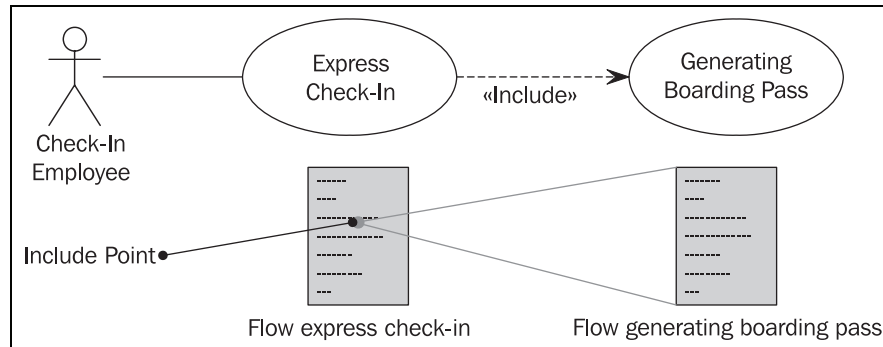 Express
Check-In
«Include»
Generating
Boarding Pass
Check-In
Employee
Include Point
Flow express check-in
Flow generating boarding pass